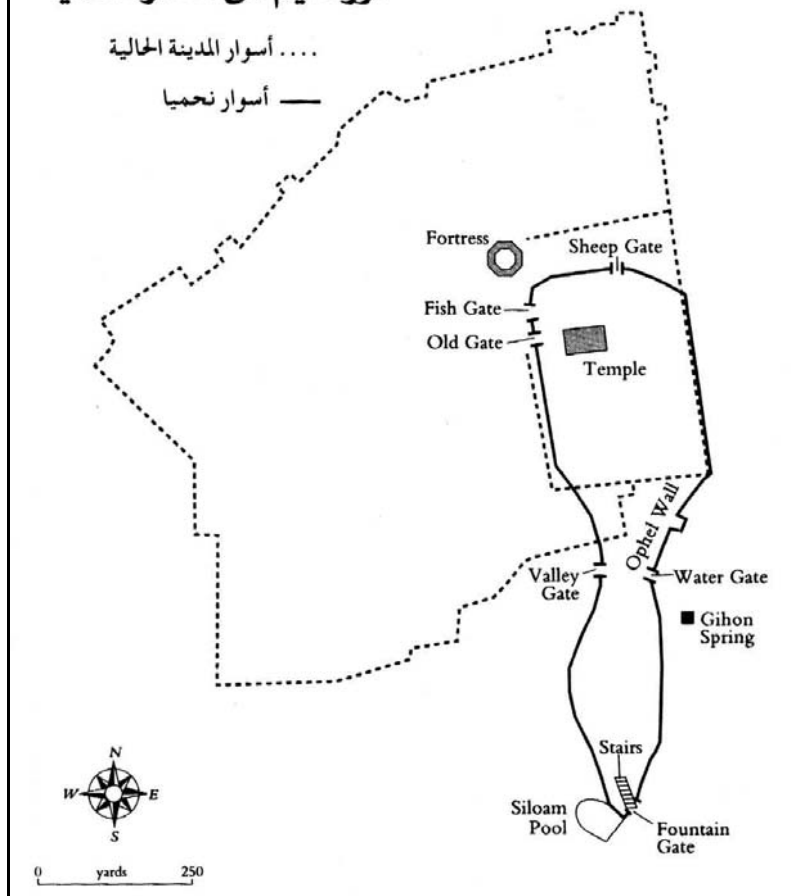 .... أسوار المدينة الحالية
— أسوار نحميا
Fortress
Sheep Gate
Fish Gate
Old Gate
Temple
Ophel Wall
Valley
Gate
Water Gate
Gihon
Spring
Stairs
Siloam
Pool
Fountain
Gate
N
W E
S
0 yards 250